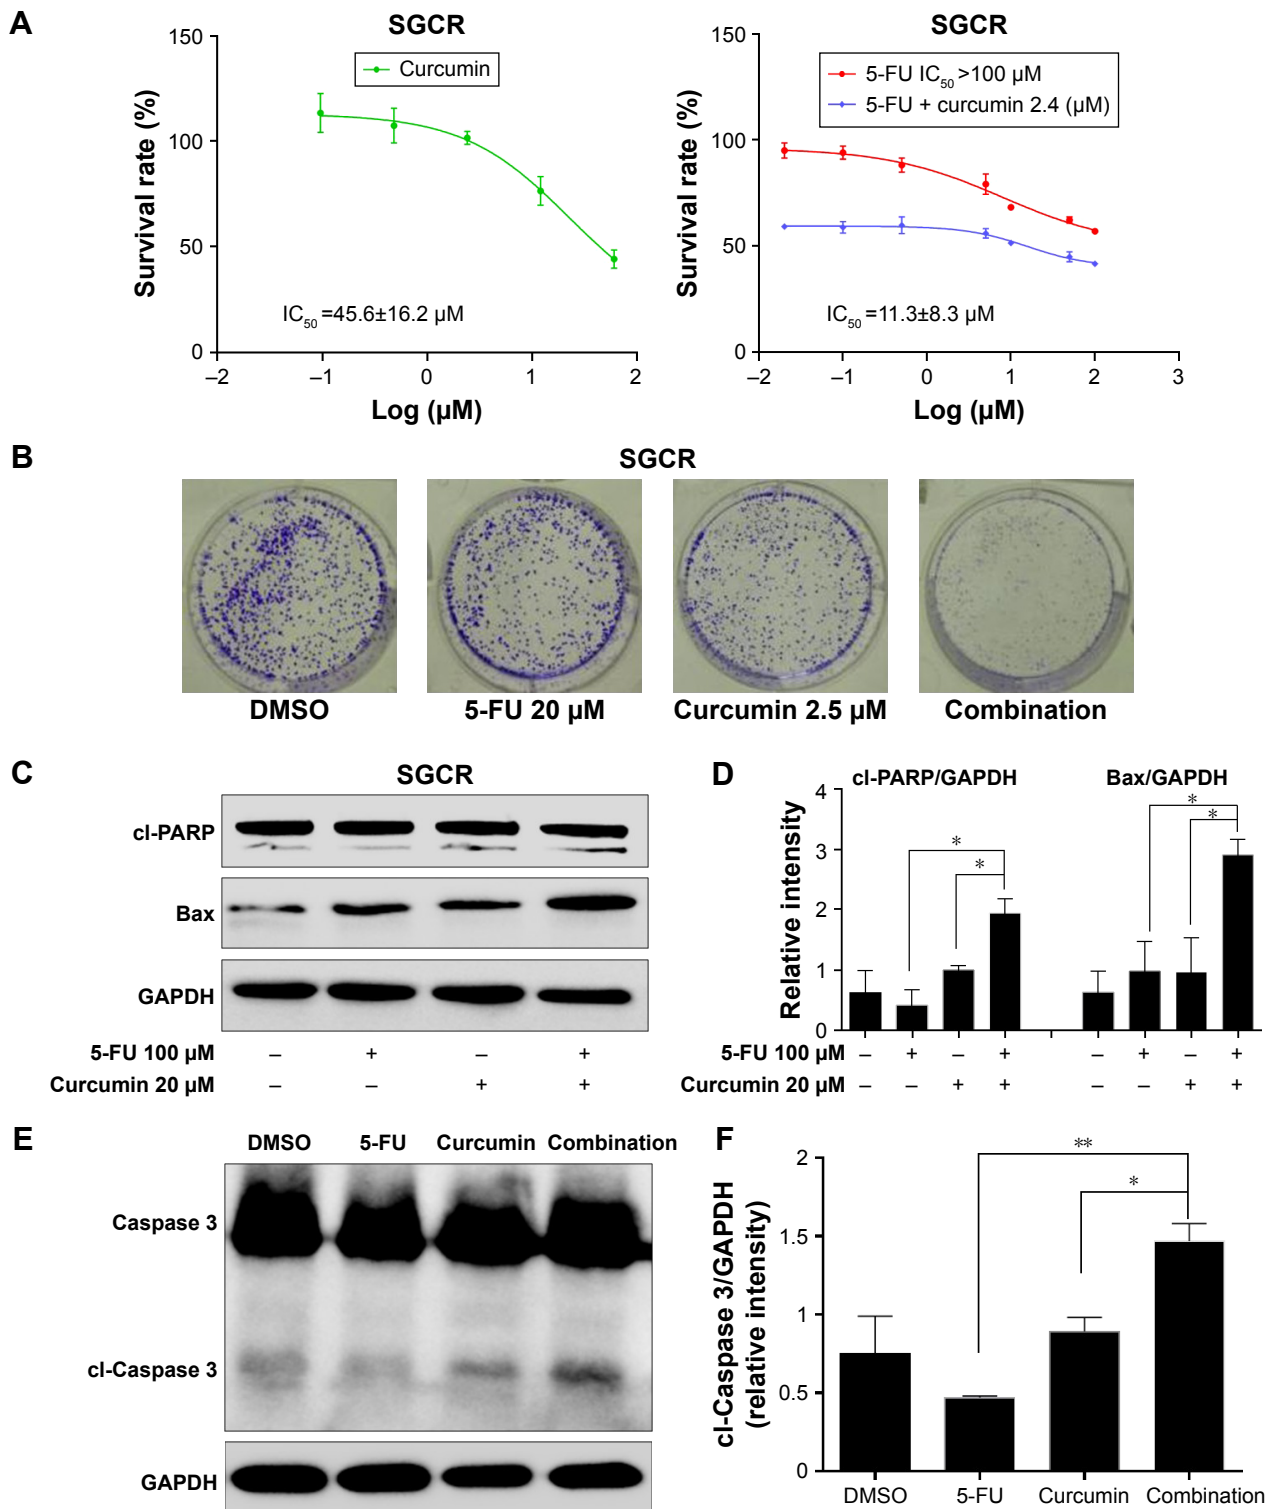 A
SGCR
150
100
50
0
Survival rate (%)
Curcumin
IC50 =45.6±16.2 µM
–2 –1 0 1 2
Log (µM)
SGCR
150
100
50
0
Survival rate (%)
5-FU IC50 >100 µM
5-FU + curcumin 2.4 (µM)
IC50 =11.3±8.3 µM
–2 –1 0 1 2 3
Log (µM)
B
SGCR
DMSO 5-FU 20 µM Curcumin 2.5 µM Combination
C
SGCR
cl-PARP
Bax
GAPDH
5-FU 100 µM – + – +
Curcumin 20 µM – – + +
D
cl-PARP/GAPDH Bax/GAPDH
4
3
2
1
0
Relative intensity
* * * *
5-FU 100 µM – + – + – + – +
Curcumin 20 µM – – + + – – + +
E
DMSO 5-FU Curcumin Combination
Caspase 3
cl-Caspase 3
GAPDH
F
2
1.5
1
0.5
0
cl-Caspase 3/GAPDH
(relative intensity)
**
*
DMSO 5-FU Curcumin Combination